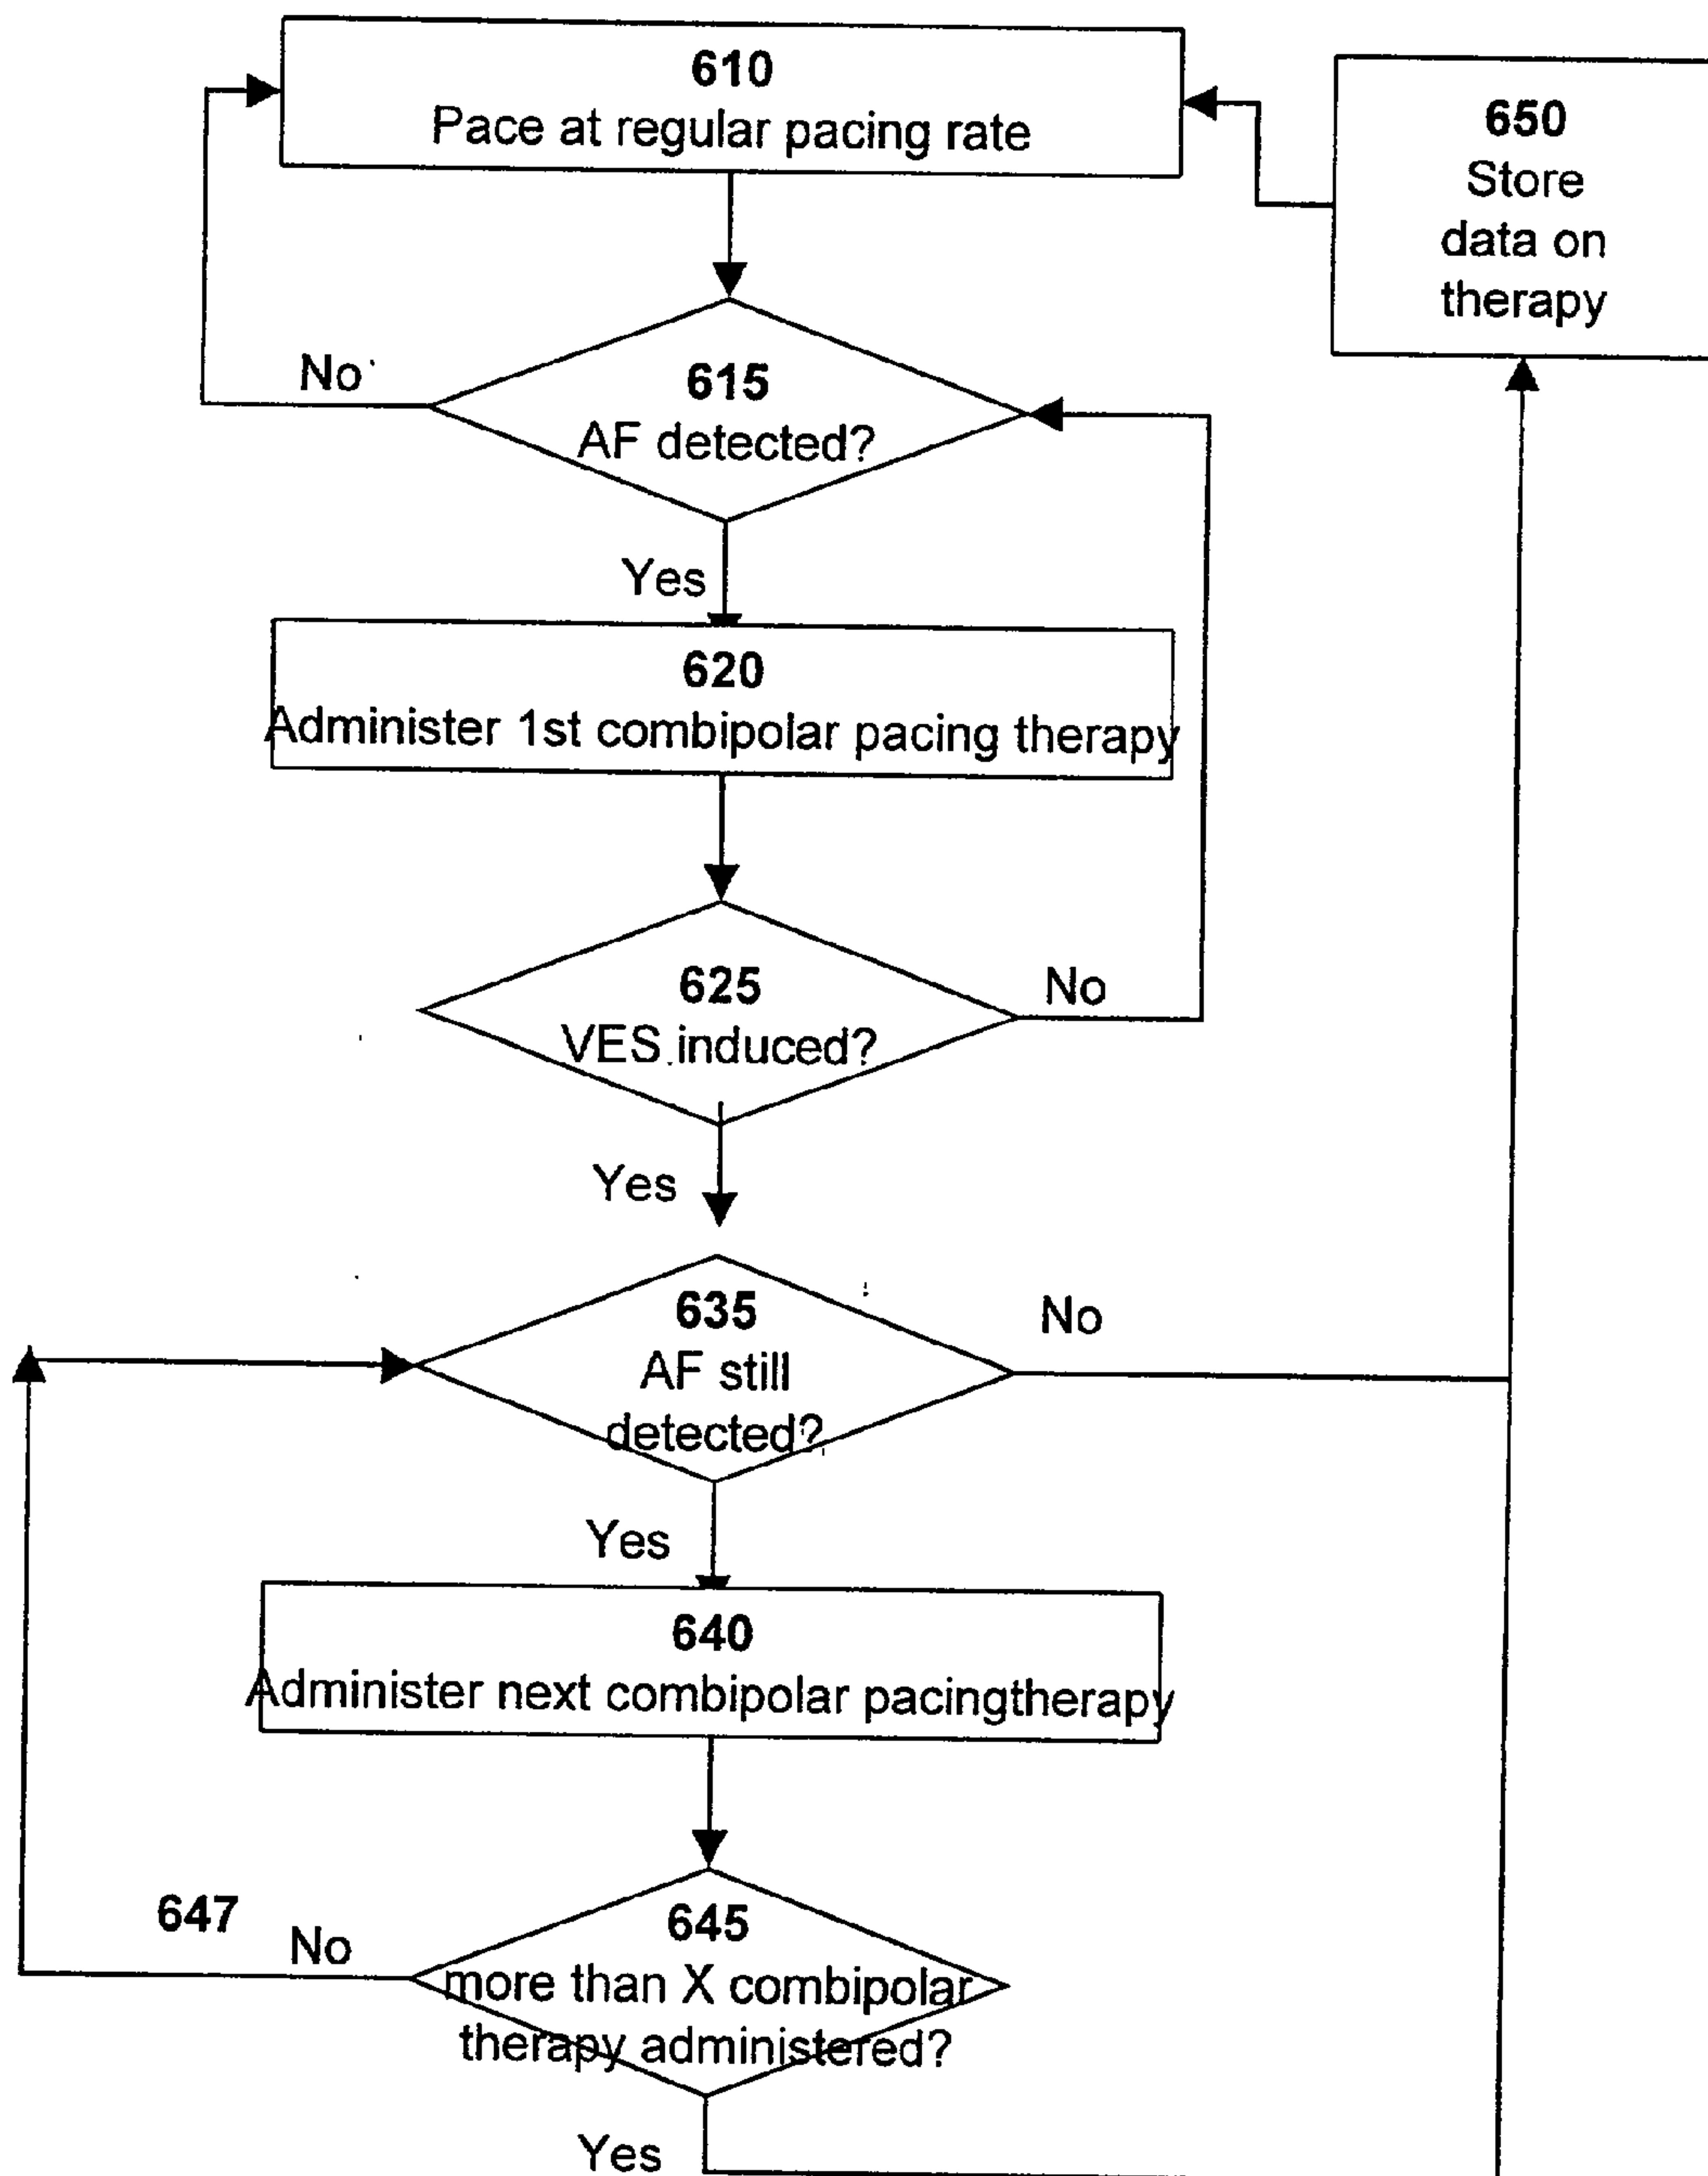 610
Pace at regular pacing rate
650
Store
data on
therapy
No
615
AF detected?
Yes
620
Administer 1st combipolar pacing therapy
625
VES induced?
No
Yes
635
AF still
detected?
No
Yes
640
Administer next combipolar pacingtherapy
647
No
645
more than X combipolar
therapy administered?
Yes